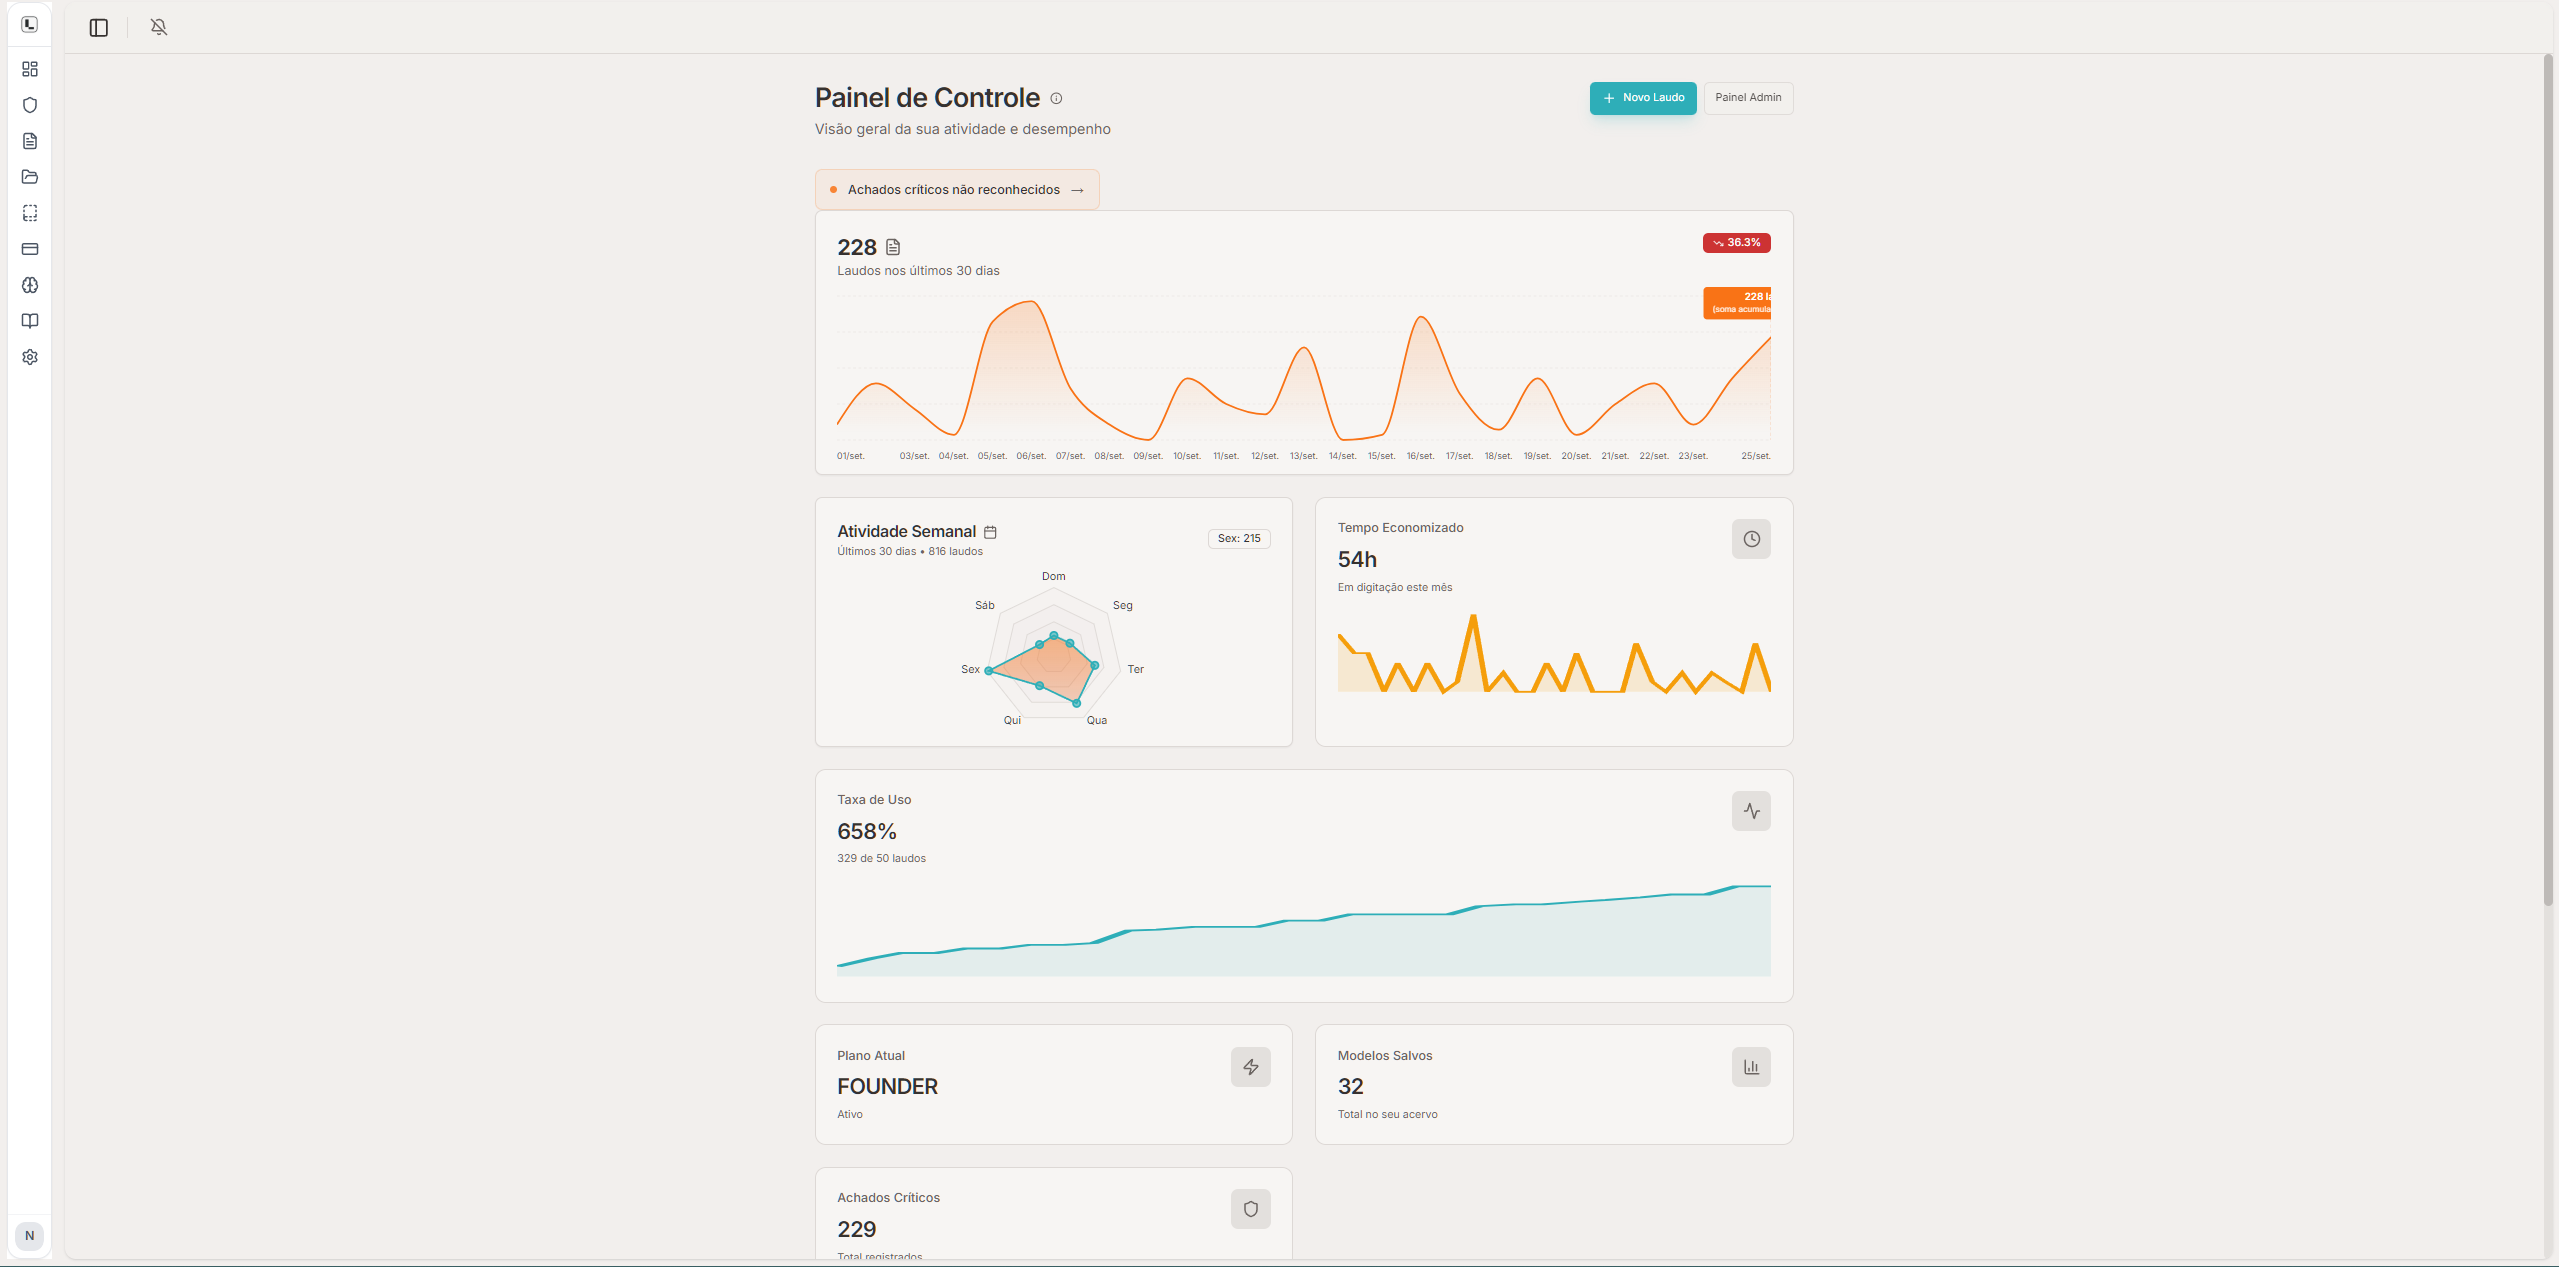 Painel de Controle
Visão geral da sua atividade e desempenho
Novo Laudo
Painel Admin
Achados críticos não reconhecidos →
228
Laudos nos últimos 30 dias
36.3%
228 la
(soma acumula
01/set. 03/set. 04/set. 05/set. 06/set. 07/set. 08/set. 09/set. 10/set. 11/set. 12/set. 13/set. 14/set. 15/set. 16/set. 17/set. 18/set. 19/set. 20/set. 21/set. 22/set. 23/set. 25/set.
Atividade Semanal
Últimos 30 dias • 816 laudos
Sex: 215
Dom
Seg
Ter
Qua
Qui
Sex
Sáb
Tempo Economizado
54h
Em digitação este mês
Taxa de Uso
658%
329 de 50 laudos
Plano Atual
FOUNDER
Ativo
Modelos Salvos
32
Total no seu acervo
Achados Críticos
229
Total registrados
N